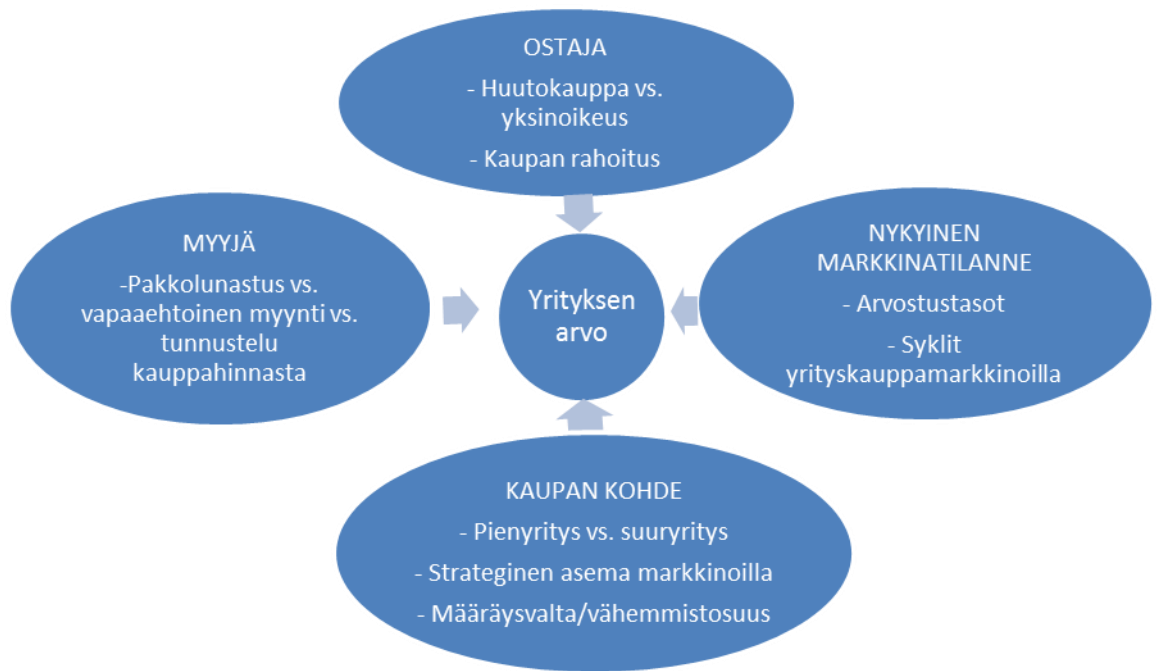 OSTAJA
- Huutokauppa vs.
yksinoikeus
- Kaupan rahoitus
MYYJÄ
-Pakkolunastus vs.
vapaaehtoinen myynti vs.
tunnustelu
kauppahinnasta
Yrityksen
arvo
NYKYINEN
MARKKINATILANNE
- Arvostustasot
- Syklit
yrityskauppamarkkinoilla
KAUPAN KOHDE
- Pienyritys vs. suuryritys
- Strateginen asema markkinoilla
- Määräysvalta/vähemmistosuus